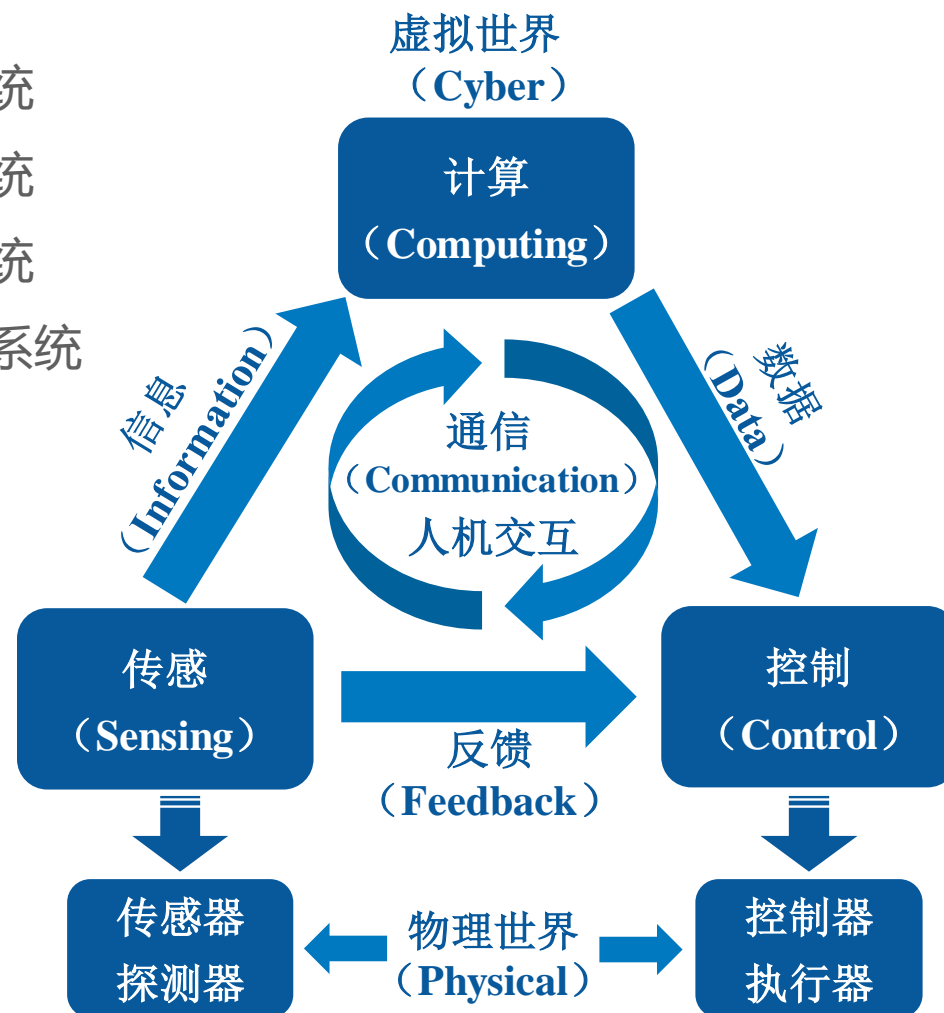 统
统
统
系统
虚拟世界
（Cyber）
计算
（Computing）
信息
（Information）
数据
（Data）
通信
（Communication）
人机交互
传感
（Sensing）
控制
（Control）
反馈
（Feedback）
传感器
探测器
物理世界
（Physical）
控制器
执行器